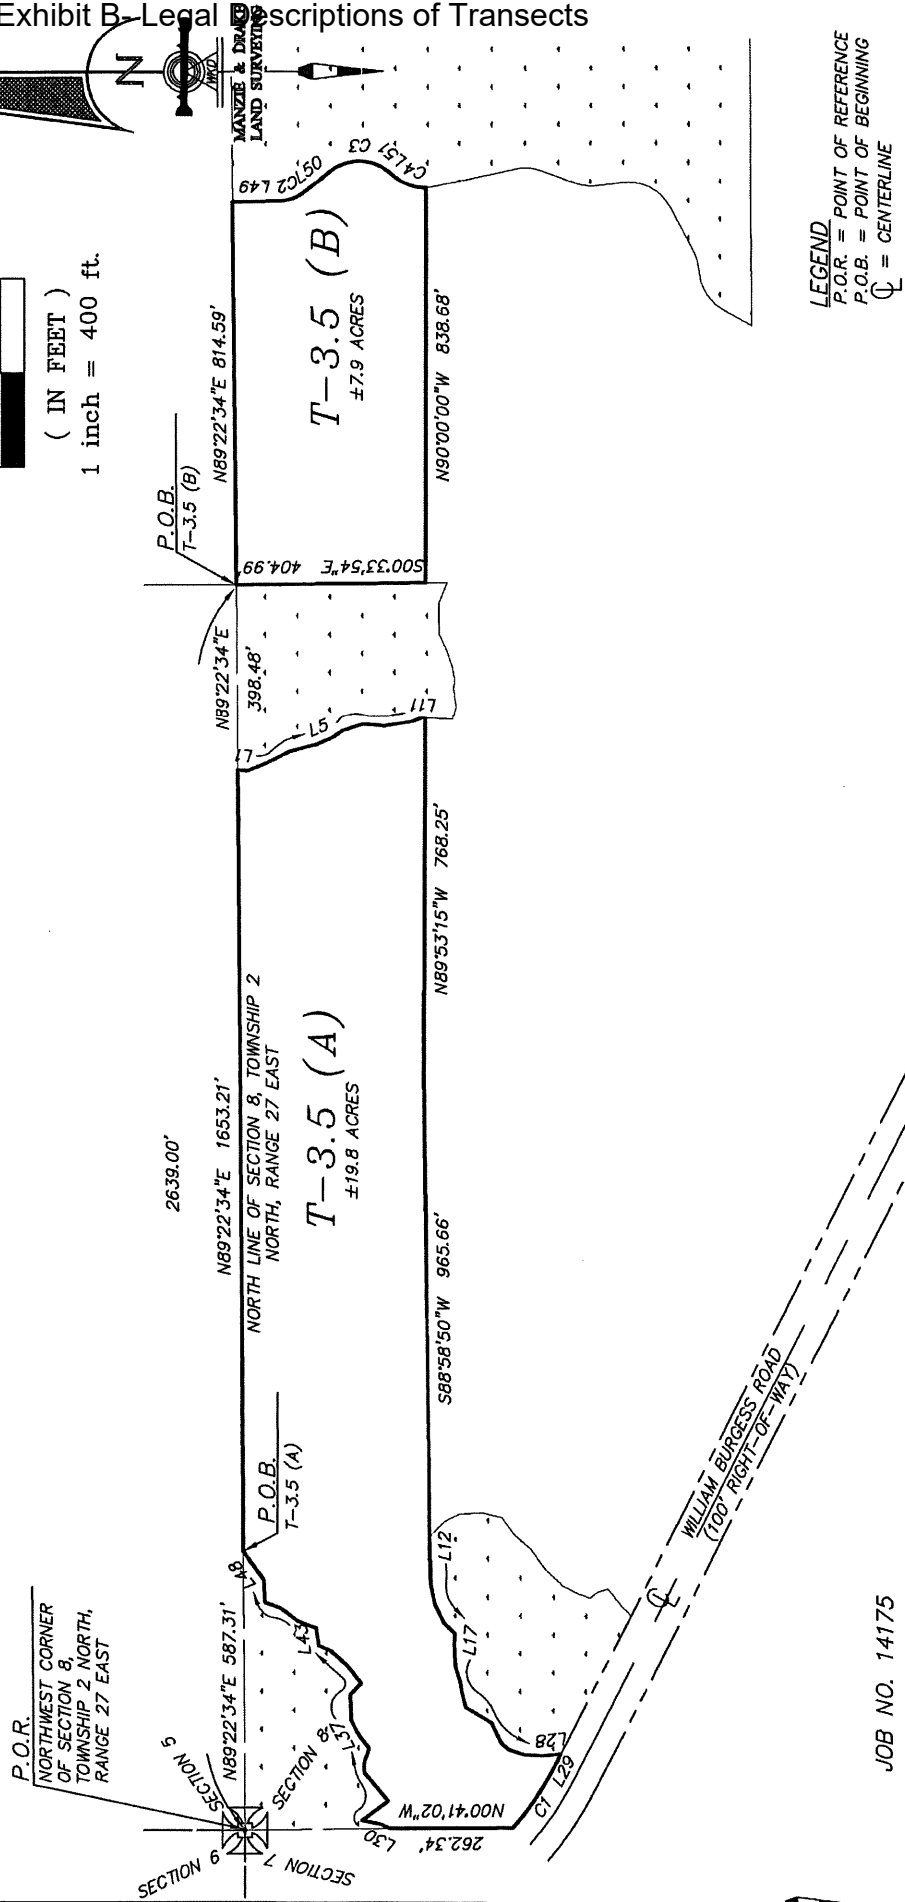 Exhibit B- Legal Descriptions of Transects
N
MKD
MANZIE & DRAKE
LAND SURVEYING
( IN FEET )
1 inch = 400 ft.
LEGEND
P.O.R. = POINT OF REFERENCE
P.O.B. = POINT OF BEGINNING
℄ = CENTERLINE
P.O.R.
NORTHWEST CORNER
OF SECTION 8,
TOWNSHIP 2 NORTH,
RANGE 27 EAST
SECTION 5
SECTION 6
SECTION 7
SECTION 8
N89°22'34"E 587.31'
P.O.B.
T-3.5 (A)
2639.00'
N89°22'34"E 1653.21'
NORTH LINE OF SECTION 8, TOWNSHIP 2
NORTH, RANGE 27 EAST
T-3.5 (A)
±19.8 ACRES
N89°22'34"E
398.48'
P.O.B.
T-3.5 (B)
N89°22'34"E 814.59'
T-3.5 (B)
±7.9 ACRES
S00°33'54"E 404.99'
N90°00'00"W 838.68'
L49
C2
L50
C3
L51
C4
L1
L5
L11
N89°53'15"W 768.25'
S88°58'50"W 965.66'
L12
L17
L28
L29
C1
N00°41'02"W
262.34'
L30
L37
L43
L48
WILLIAM BURGESS ROAD
(100' RIGHT-OF-WAY)
℄
JOB NO. 14175